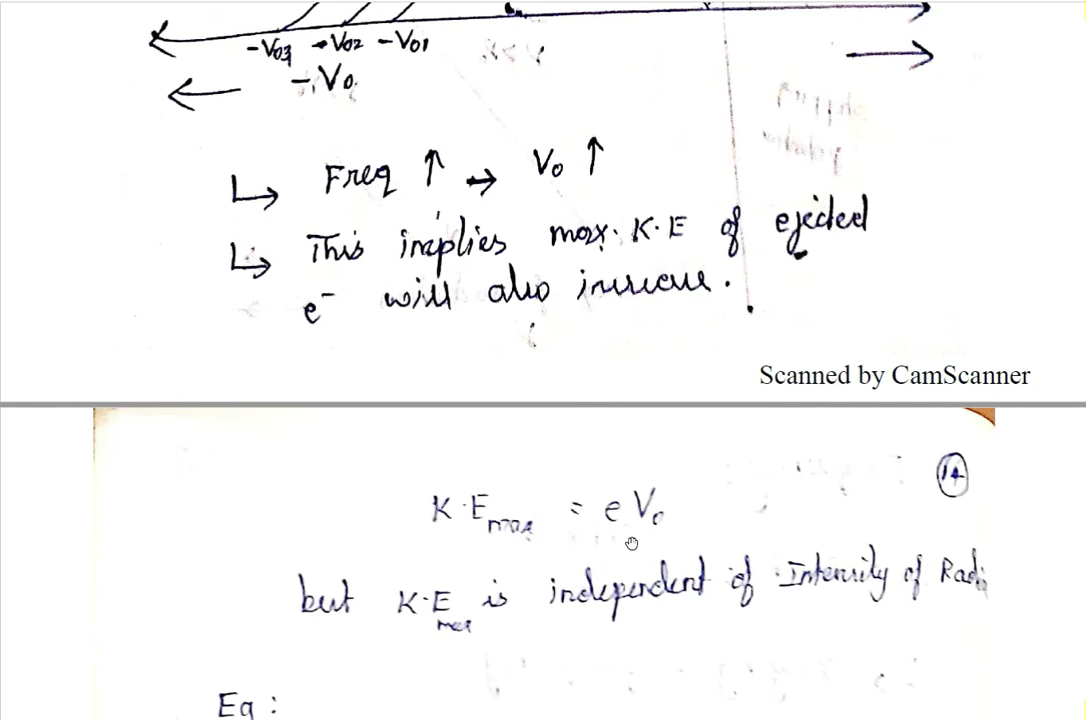 -V03 -V02 -V01
-V0.
↳ Freq ↑ → V0 ↑
↳ This implies max. K.E of ejected
e⁻ will also increase.
Scanned by CamScanner
14
K.E max = e V0
but K.E max is independent of Intensity of Radi
Eq :